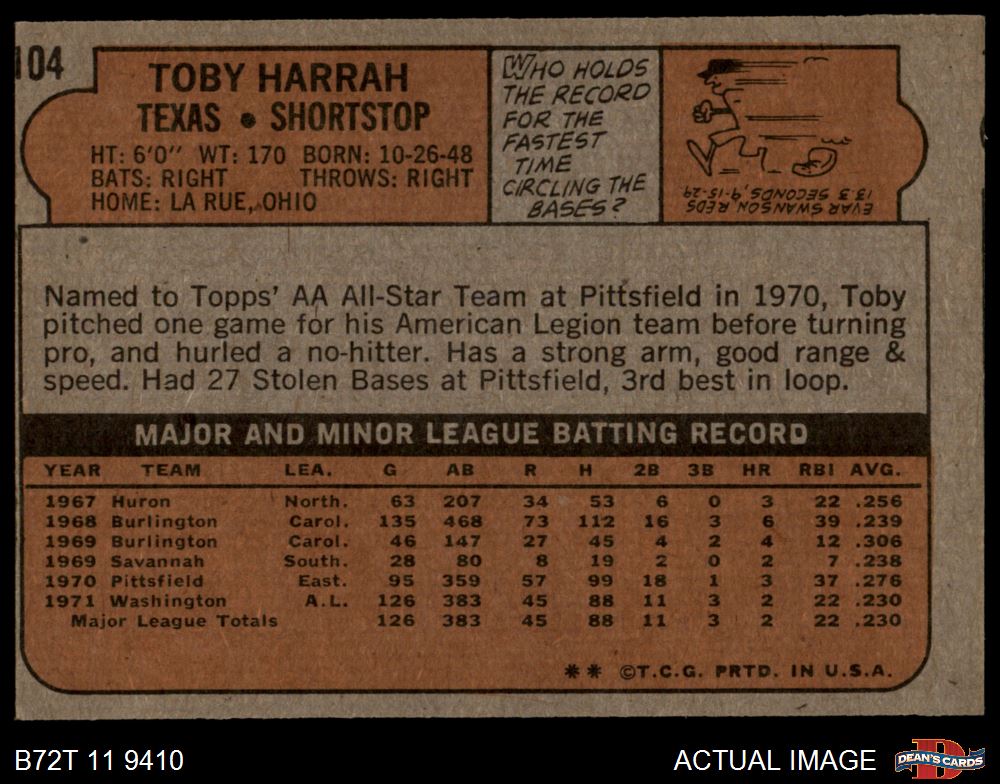 104
TOBY HARRAH
TEXAS • SHORTSTOP
HT: 6'0" WT: 170 BORN: 10-26-48
BATS: RIGHT THROWS: RIGHT
HOME: LA RUE, OHIO
WHO HOLDS
THE RECORD
FOR THE
FASTEST
TIME
CIRCLING THE
BASES?
EVAR SWANSON, REDS
13.3 SECONDS, 9-15-29
Named to Topps' AA All-Star Team at Pittsfield in 1970, Toby
pitched one game for his American Legion team before turning
pro, and hurled a no-hitter. Has a strong arm, good range &
speed. Had 27 Stolen Bases at Pittsfield, 3rd best in loop.
MAJOR AND MINOR LEAGUE BATTING RECORD
YEAR TEAM LEA. G AB R H 2B 3B HR RBI AVG.
1967 Huron North. 63 207 34 53 6 0 3 22 .256
1968 Burlington Carol. 135 468 73 112 16 3 6 39 .239
1969 Burlington Carol. 46 147 27 45 4 2 4 12 .306
1969 Savannah South. 28 80 8 19 2 0 2 7 .238
1970 Pittsfield East. 95 359 57 99 18 1 3 37 .276
1971 Washington A.L. 126 383 45 88 11 3 2 22 .230
Major League Totals 126 383 45 88 11 3 2 22 .230
** ©T.C.G. PRTD. IN U.S.A.
B72T 11 9410
ACTUAL IMAGE
DEAN'S CARDS